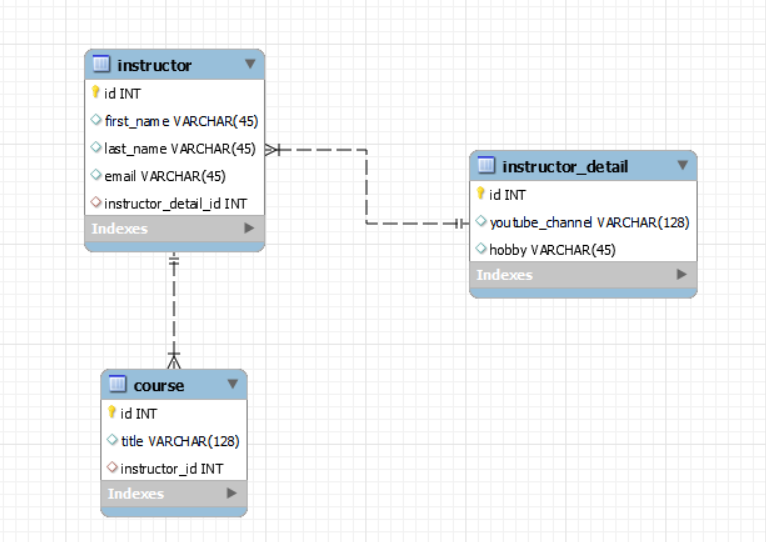 instructor
id INT
first_name VARCHAR(45)
last_name VARCHAR(45)
email VARCHAR(45)
instructor_detail_id INT
Indexes
instructor_detail
id INT
youtube_channel VARCHAR(128)
hobby VARCHAR(45)
Indexes
course
id INT
title VARCHAR(128)
instructor_id INT
Indexes